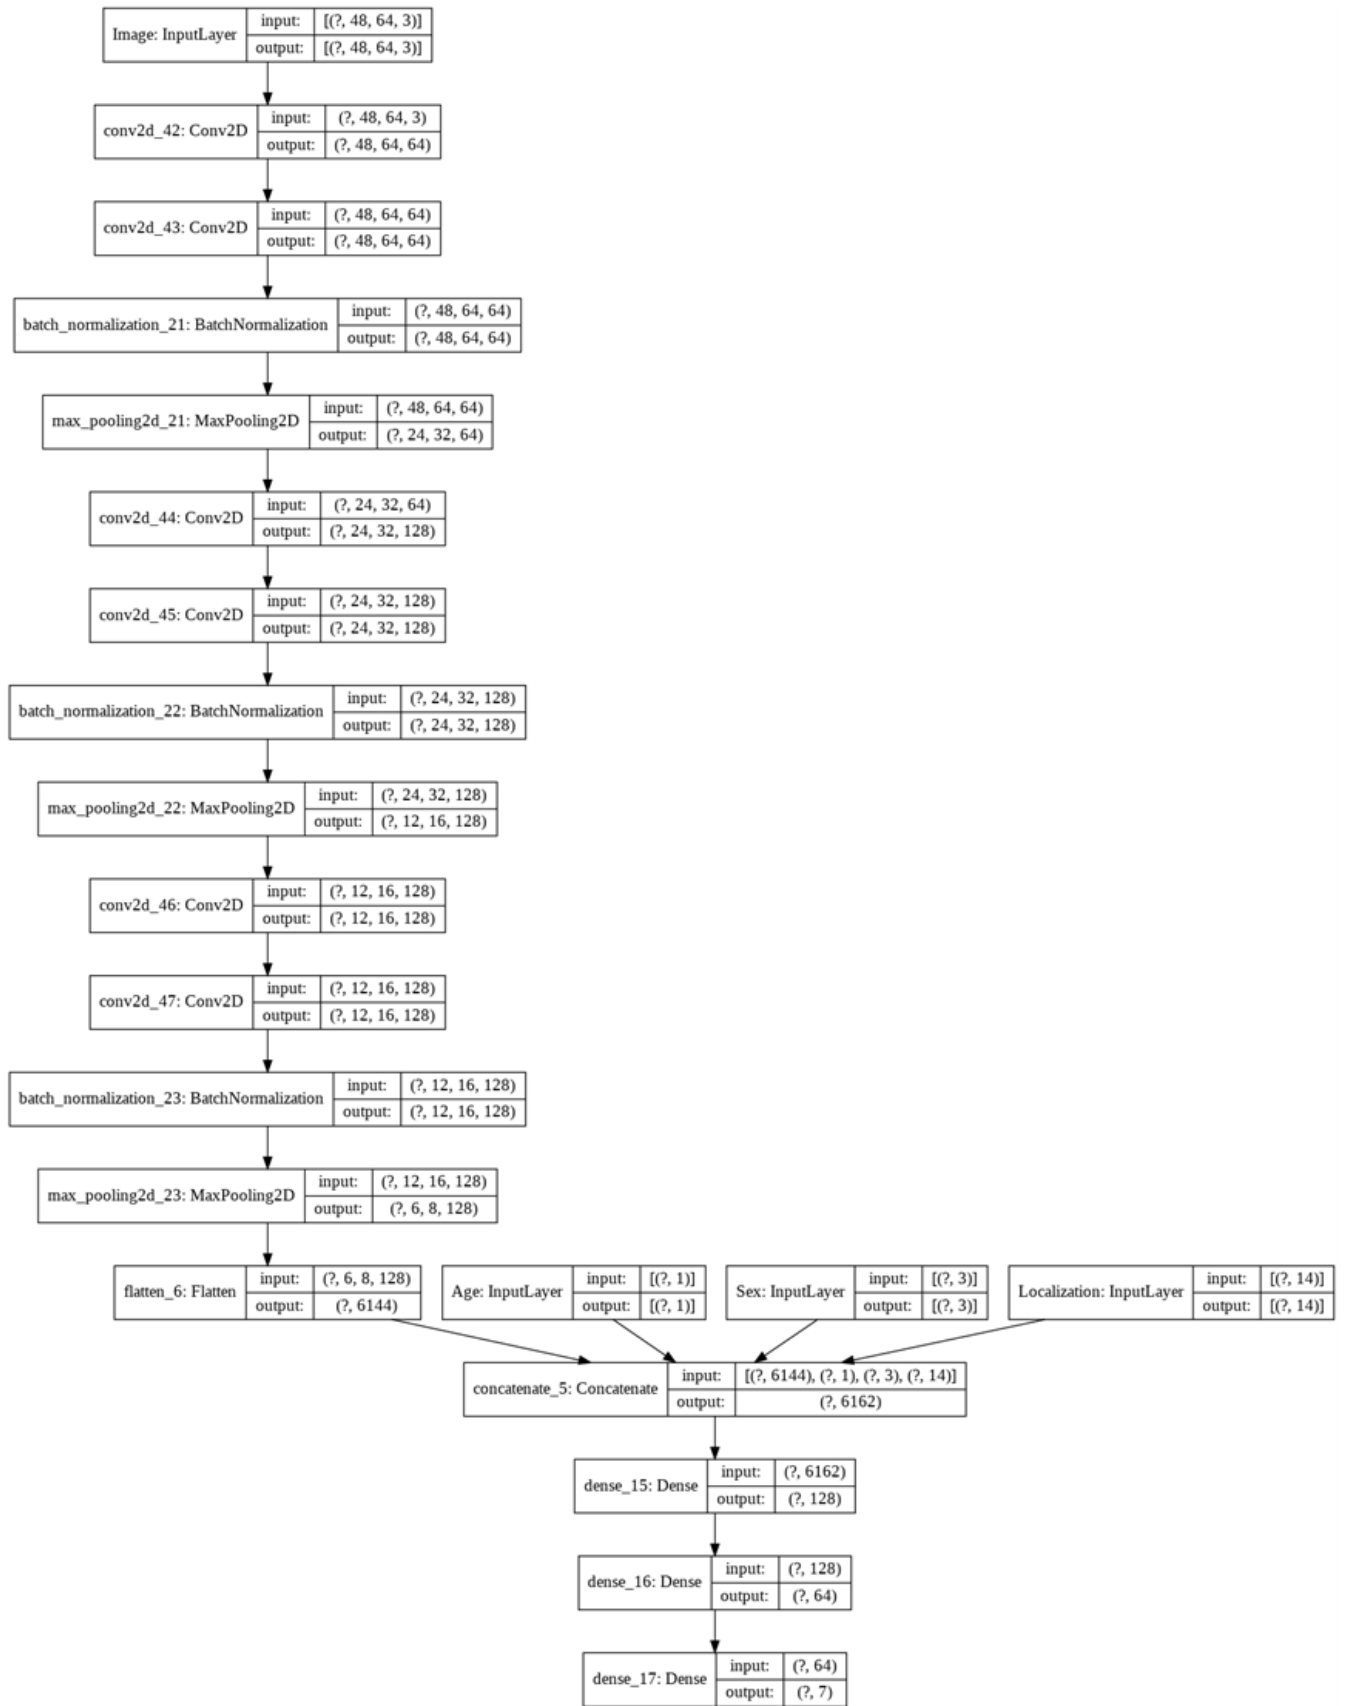 Image: InputLayer
input: [(?, 48, 64, 3)]
output: [(?, 48, 64, 3)]
conv2d_42: Conv2D
input: (?, 48, 64, 3)
output: (?, 48, 64, 64)
conv2d_43: Conv2D
input: (?, 48, 64, 64)
output: (?, 48, 64, 64)
batch_normalization_21: BatchNormalization
input: (?, 48, 64, 64)
output: (?, 48, 64, 64)
max_pooling2d_21: MaxPooling2D
input: (?, 48, 64, 64)
output: (?, 24, 32, 64)
conv2d_44: Conv2D
input: (?, 24, 32, 64)
output: (?, 24, 32, 128)
conv2d_45: Conv2D
input: (?, 24, 32, 128)
output: (?, 24, 32, 128)
batch_normalization_22: BatchNormalization
input: (?, 24, 32, 128)
output: (?, 24, 32, 128)
max_pooling2d_22: MaxPooling2D
input: (?, 24, 32, 128)
output: (?, 12, 16, 128)
conv2d_46: Conv2D
input: (?, 12, 16, 128)
output: (?, 12, 16, 128)
conv2d_47: Conv2D
input: (?, 12, 16, 128)
output: (?, 12, 16, 128)
batch_normalization_23: BatchNormalization
input: (?, 12, 16, 128)
output: (?, 12, 16, 128)
max_pooling2d_23: MaxPooling2D
input: (?, 12, 16, 128)
output: (?, 6, 8, 128)
flatten_6: Flatten
input: (?, 6, 8, 128)
output: (?, 6144)
Age: InputLayer
input: [(?, 1)]
output: [(?, 1)]
Sex: InputLayer
input: [(?, 3)]
output: [(?, 3)]
Localization: InputLayer
input: [(?, 14)]
output: [(?, 14)]
concatenate_5: Concatenate
input: [(?, 6144), (?, 1), (?, 3), (?, 14)]
output: (?, 6162)
dense_15: Dense
input: (?, 6162)
output: (?, 128)
dense_16: Dense
input: (?, 128)
output: (?, 64)
dense_17: Dense
input: (?, 64)
output: (?, 7)